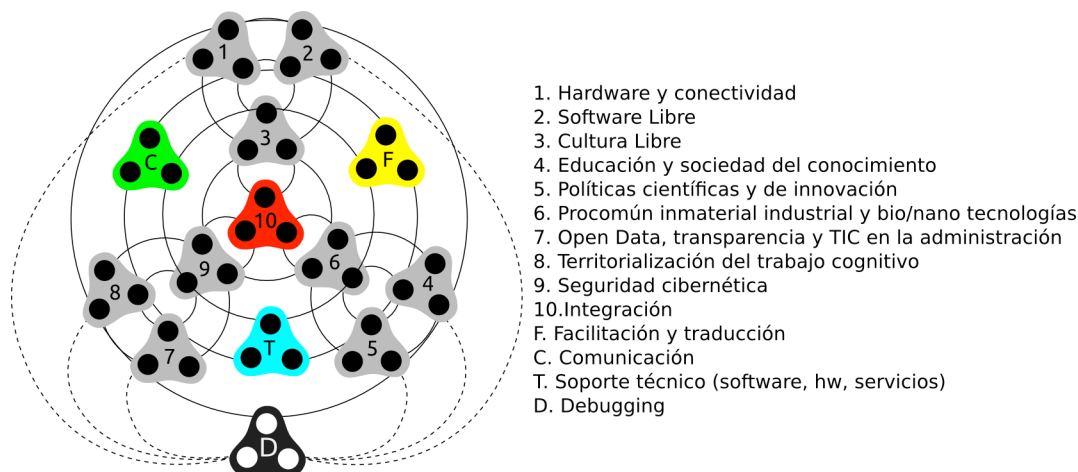 1
2
3
C
F
10
9
6
8
4
7
T
5
D
1. Hardware y conectividad
2. Software Libre
3. Cultura Libre
4. Educación y sociedad del conocimiento
5. Políticas científicas y de innovación
6. Procomún inmaterial industrial y bio/nano tecnologías
7. Open Data, transparencia y TIC en la administración
8. Territorialización del trabajo cognitivo
9. Seguridad cibernética
10.Integración
F. Facilitación y traducción
C. Comunicación
T. Soporte técnico (software, hw, servicios)
D. Debugging